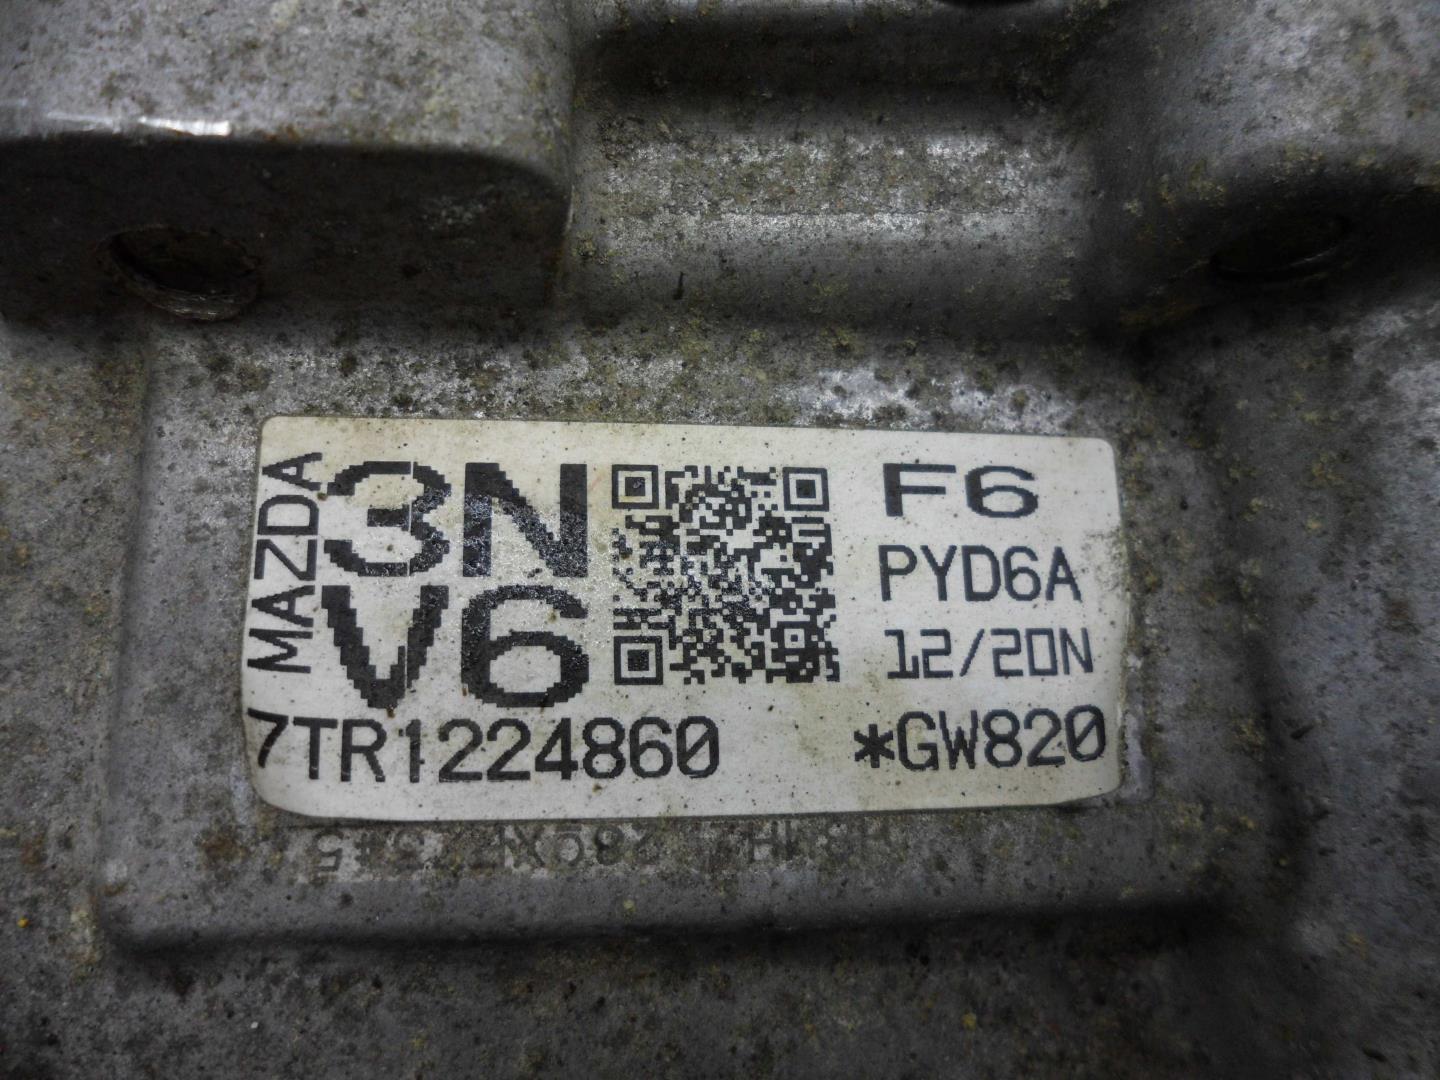 MAZDA
3N
V6
F6
PYD6A
12/20N
7TR1224860
*GW820